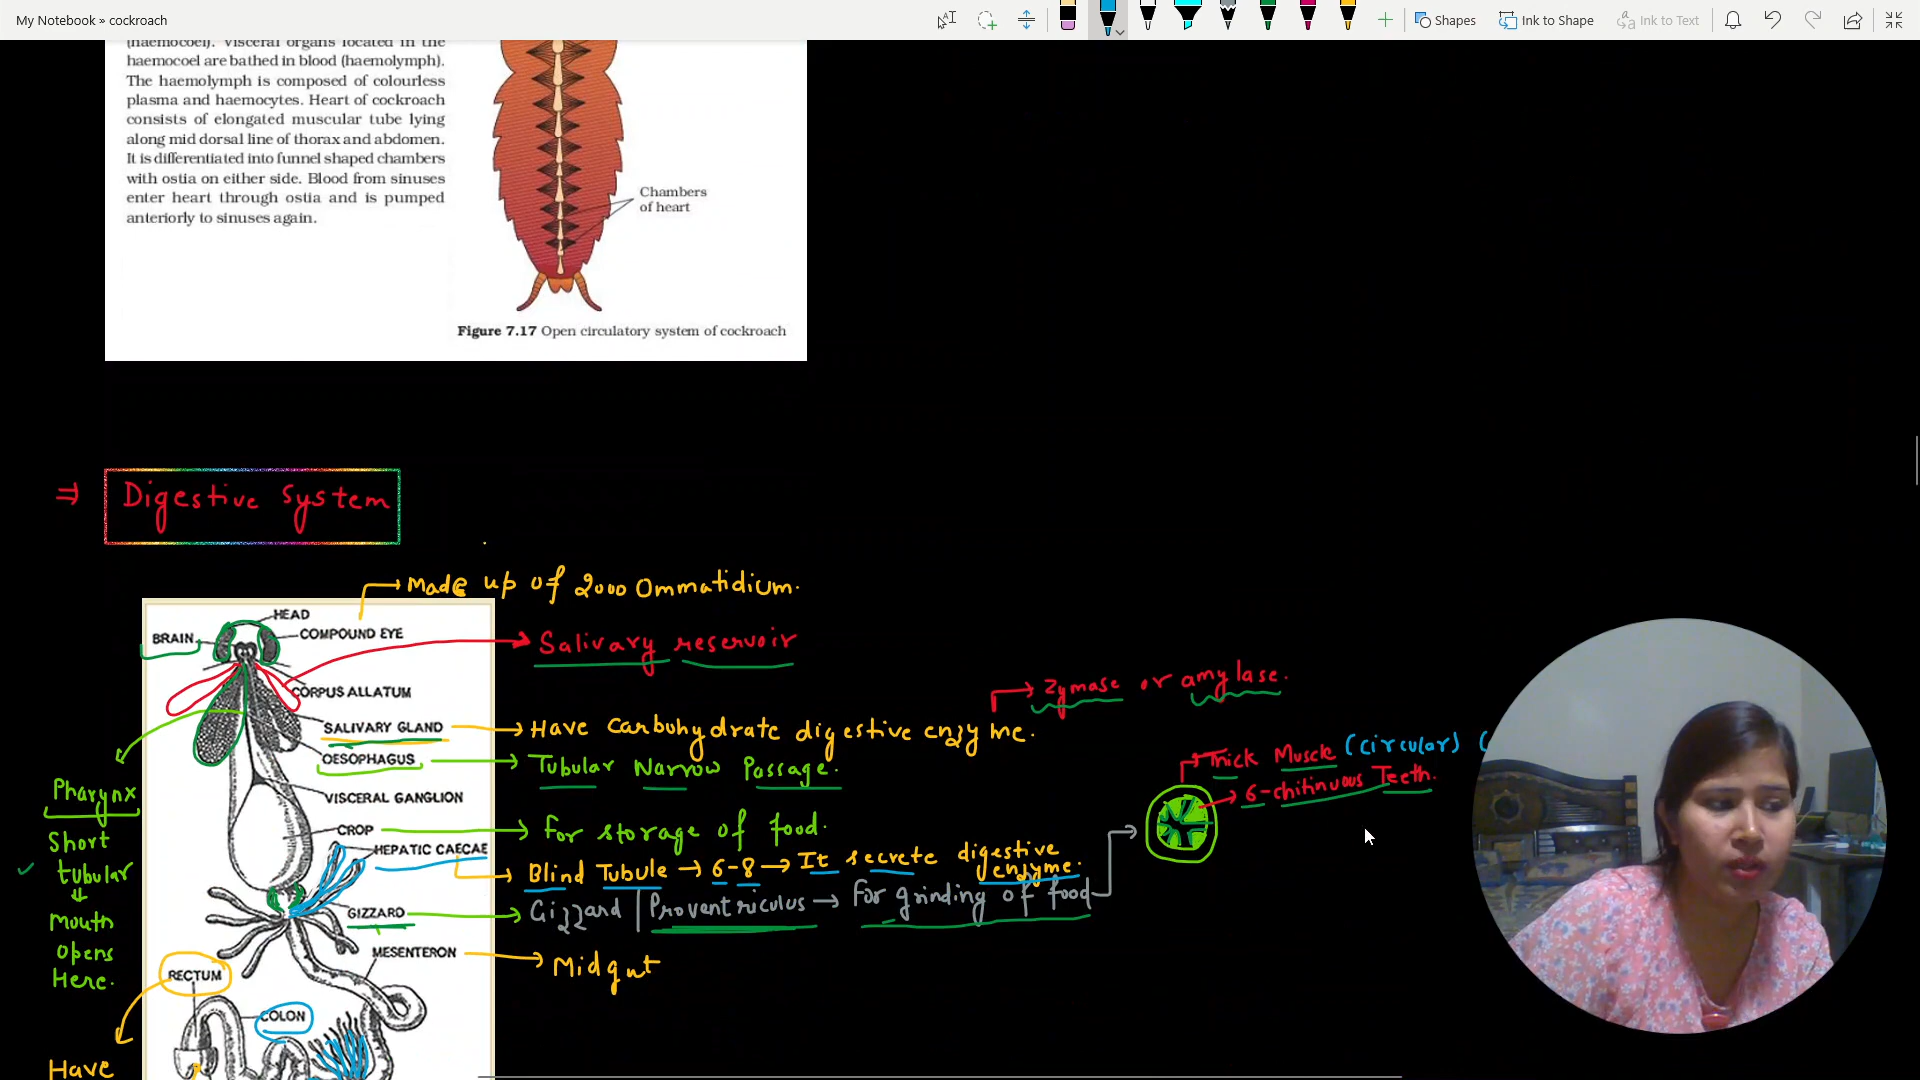 My Notebook » cockroach
Shapes
Ink to Shape
Ink to Text
(haemocoel). Visceral organs located in the
haemocoel are bathed in blood (haemolymph).
The haemolymph is composed of colourless
plasma and haemocytes. Heart of cockroach
consists of elongated muscular tube lying
along mid dorsal line of thorax and abdomen.
It is differentiated into funnel shaped chambers
with ostia on either side. Blood from sinuses
enter heart through ostia and is pumped
anteriorly to sinuses again.
Chambers
of heart
Figure 7.17 Open circulatory system of cockroach
⇒ Digestive System
Made up of 2000 Ommatidium.
HEAD
BRAIN
COMPOUND EYE
Salivary reservoir
CORPUS ALLATUM
Zymase or amylase.
SALIVARY GLAND
Have Carbohydrate digestive enzyme.
OESOPHAGUS
Tubular Narrow Passage.
Thick Muscle (circular) (
6-chitinuous Teeth.
Pharynx
Short
tubular
↓
Mouth
Opens
Here.
VISCERAL GANGLION
CROP
For storage of food.
HEPATIC CAECAE
Blind Tubule → 6-8 → It secrete digestive
enzyme.
GIZZARD
Gizzard | Proventriculus → For grinding of food
MESENTERON
Midgut
RECTUM
COLON
Have